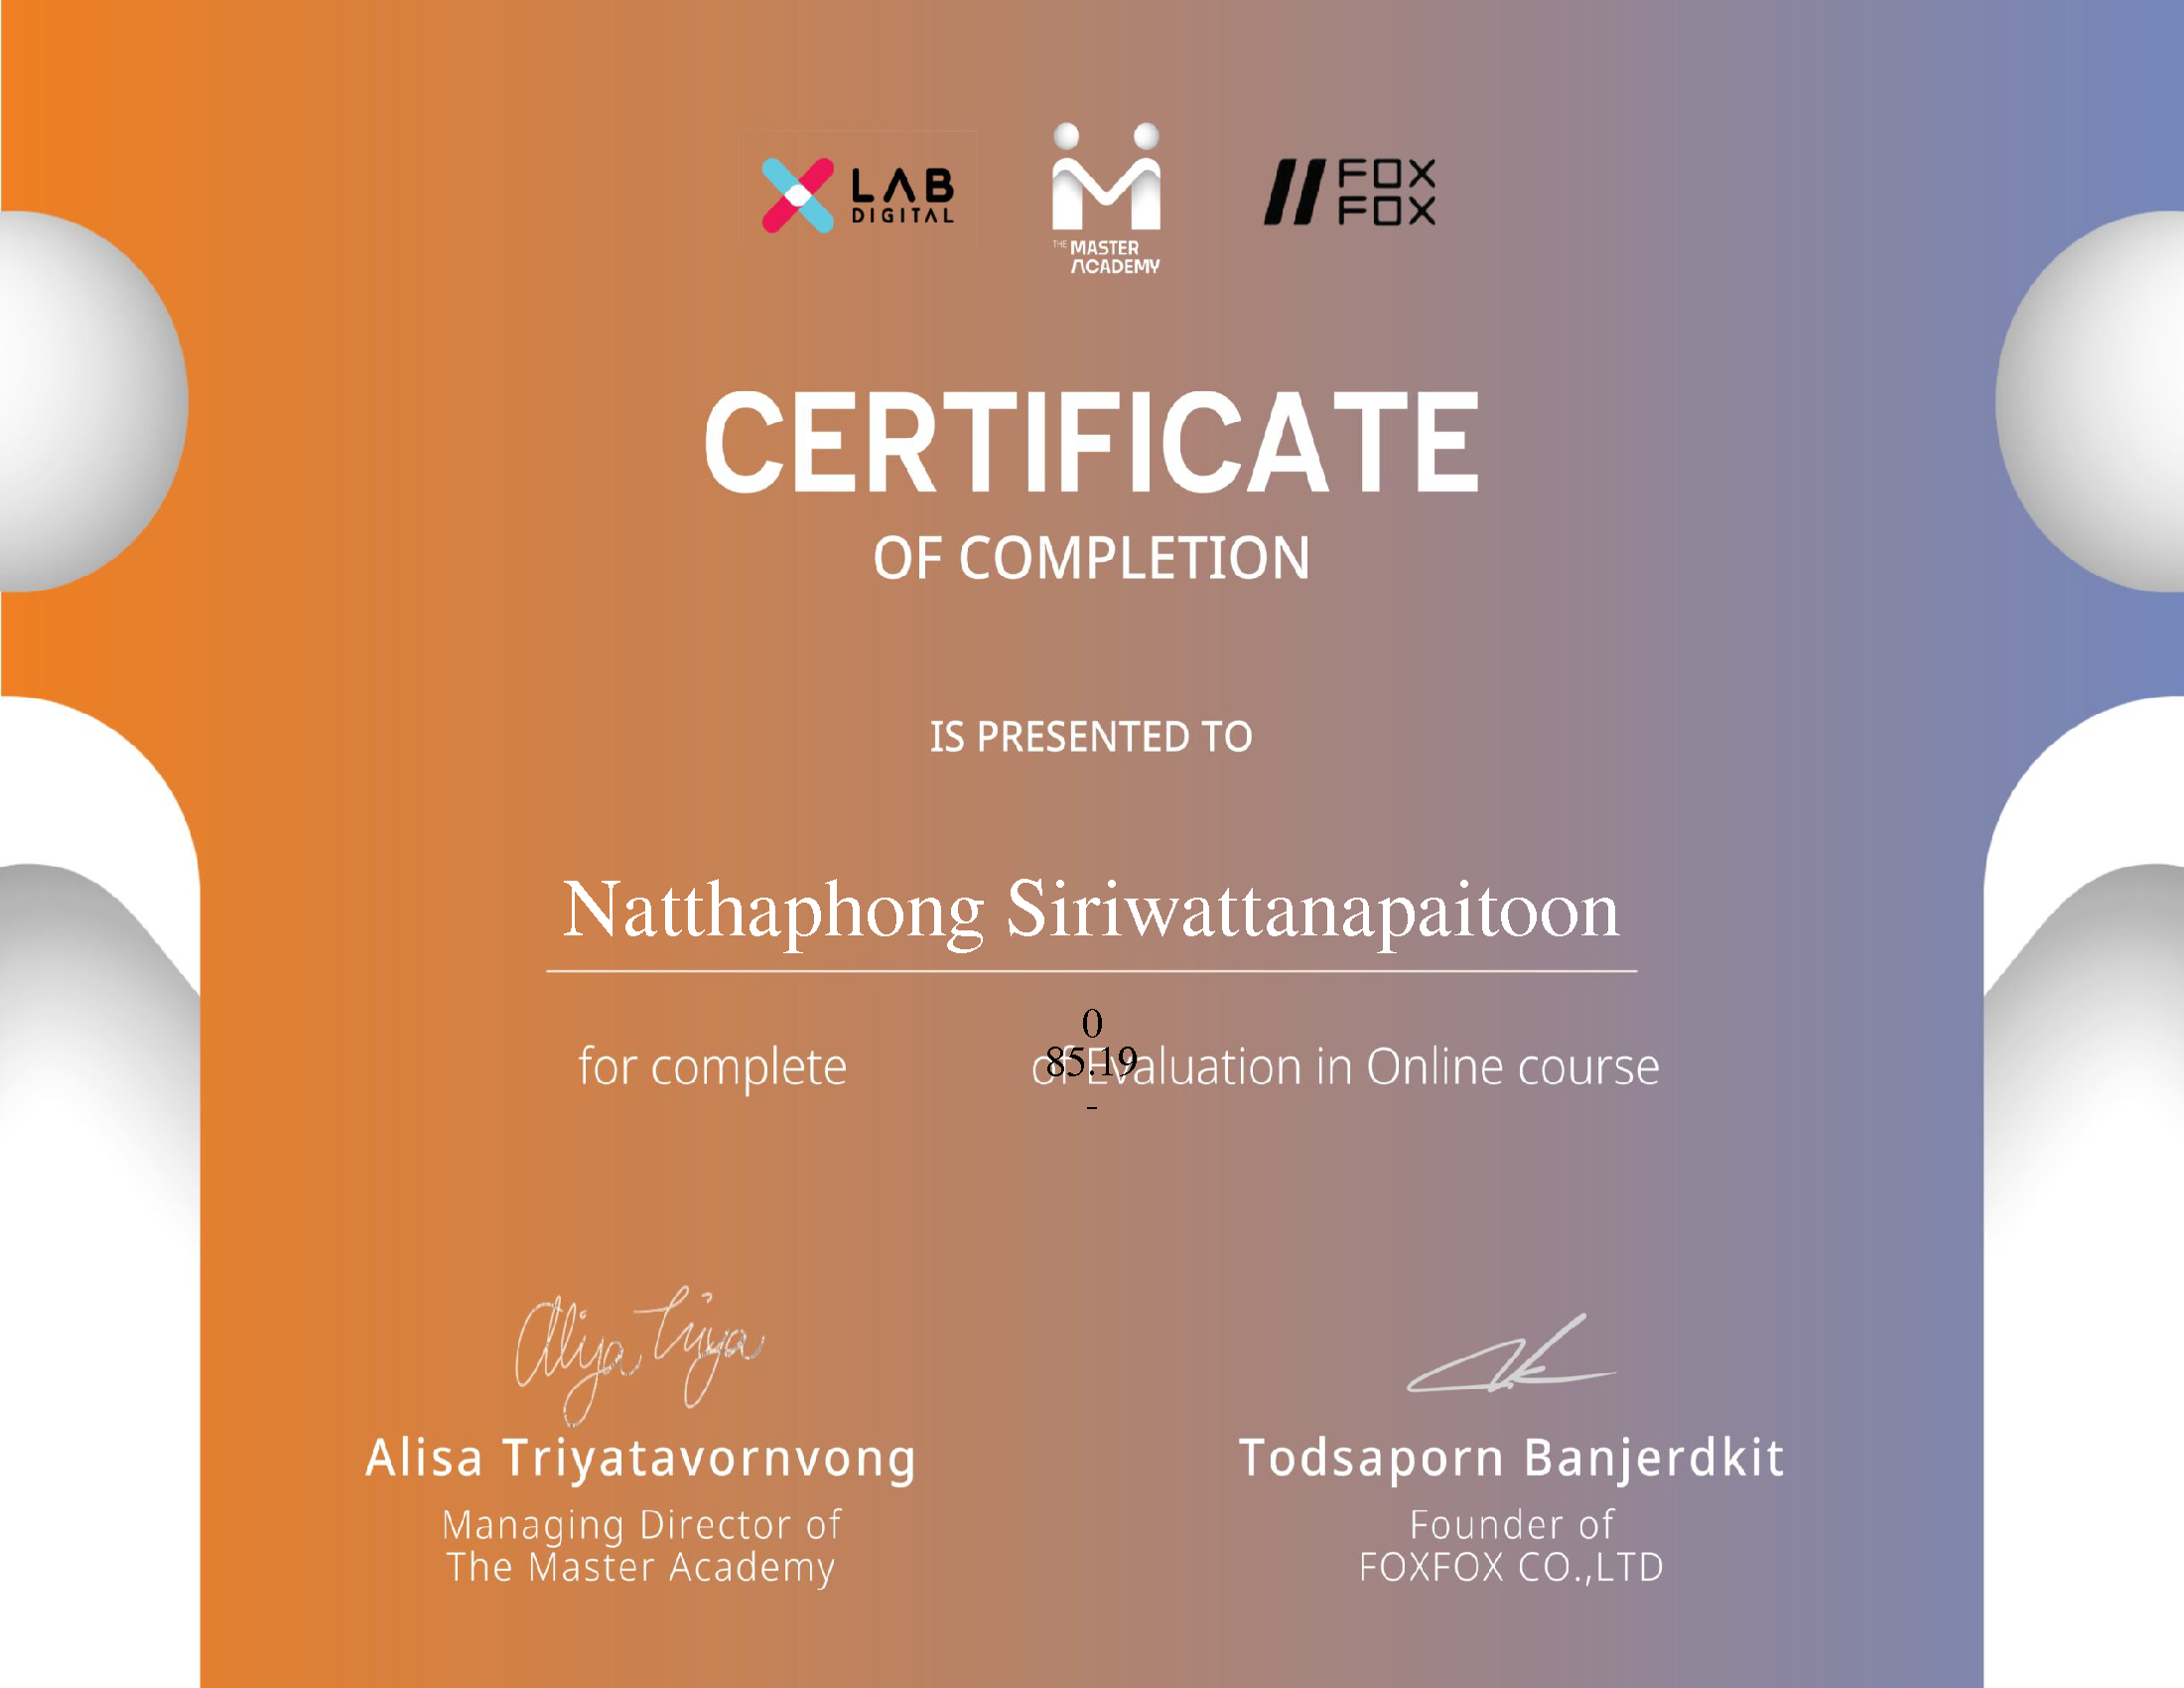 LAB
DIGITAL
THE MASTER
ACADEMY
FOX
FOX
CERTIFICATE
OF COMPLETION
IS PRESENTED TO
Natthaphong Siriwattanapaitoon
0
for complete 85.19 of Evaluation in Online course
-
Alisa Triyatavornvong
Managing Director of
The Master Academy
Todsaporn Banjerdkit
Founder of
FOXFOX CO.,LTD